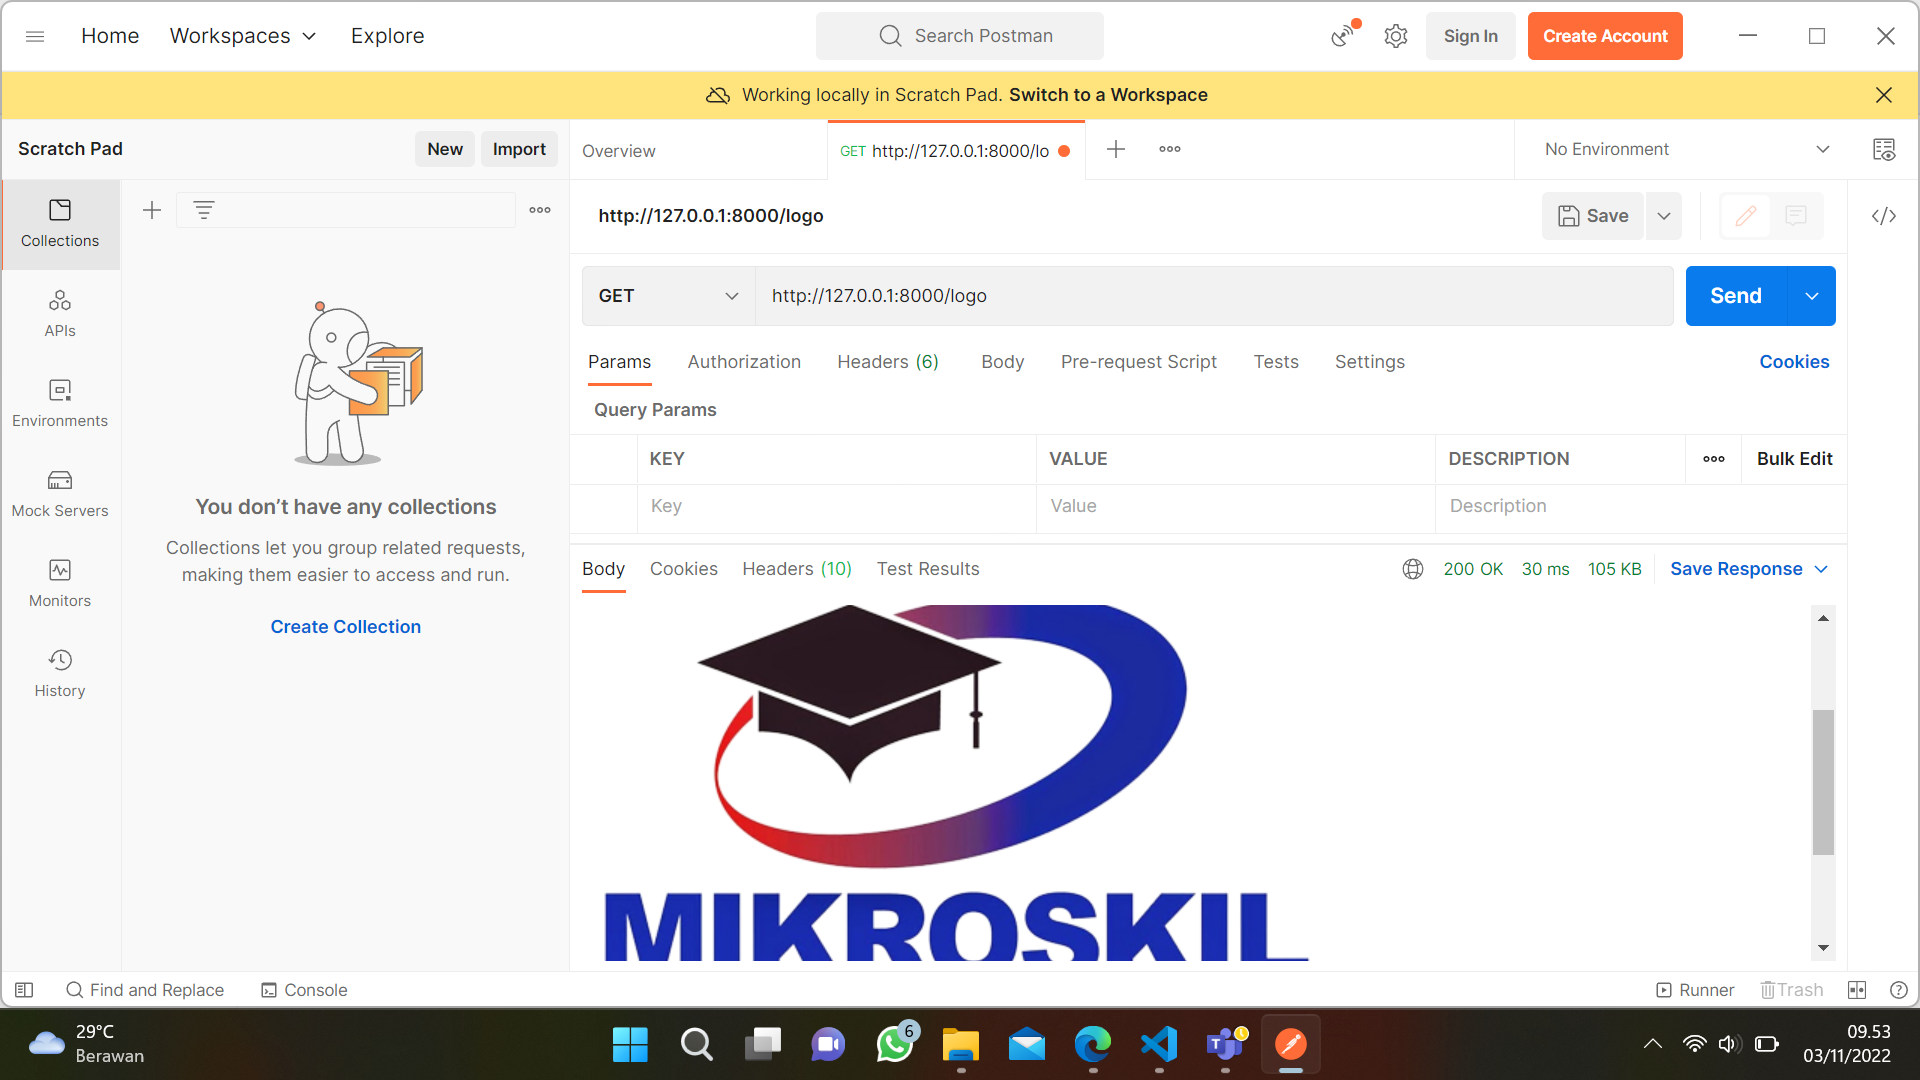 Home
Workspaces
Explore
Search Postman
Sign In
Create Account
Working locally in Scratch Pad. Switch to a Workspace
Scratch Pad
New
Import
Overview
GET http://127.0.0.1:8000/lo
No Environment
Collections
APIs
Environments
Mock Servers
Monitors
History
You don’t have any collections
Collections let you group related requests,
making them easier to access and run.
Create Collection
http://127.0.0.1:8000/logo
Save
GET
http://127.0.0.1:8000/logo
Send
Params
Authorization
Headers (6)
Body
Pre-request Script
Tests
Settings
Cookies
Query Params
KEY
VALUE
DESCRIPTION
Bulk Edit
Key
Value
Description
Body
Cookies
Headers (10)
Test Results
200 OK
30 ms
105 KB
Save Response
MIKROSKIL
Find and Replace
Console
Runner
Trash
29°C
Berawan
6
09.53
03/11/2022